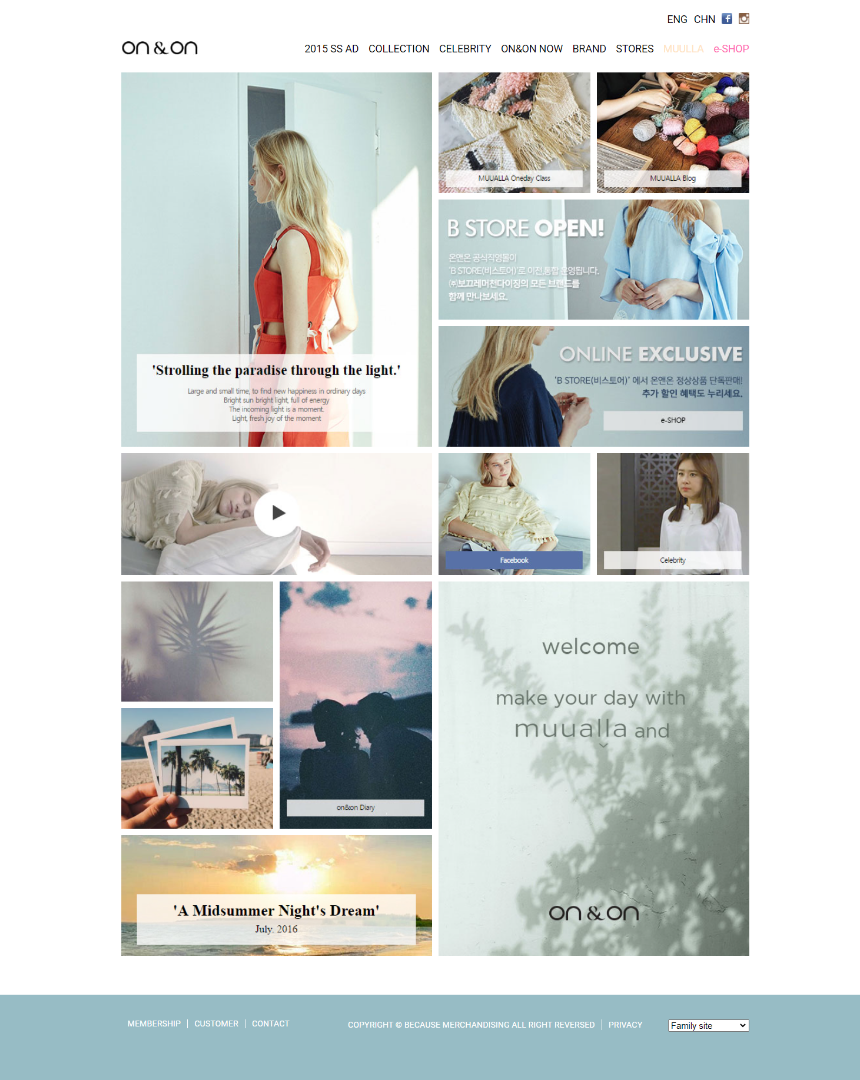 ENG CHN
on & on
2015 SS AD COLLECTION CELEBRITY ON&ON NOW BRAND STORES MUULLA e-SHOP
'Strolling the paradise through the light.'
Large and small time, to find new happiness in ordinary days
Bright sun bright light, full of energy
The incoming light is a moment.
Light, fresh joy of the moment
MUUALLA Oneday Class
MUUALLA Blog
B STORE OPEN!
온앤온 공식직영몰이
'B STORE(비스토어)'로 이전,통합 운영됩니다.
㈜보끄레머천다이징의 모든 브랜드를
함께 만나보세요.
ONLINE EXCLUSIVE
'B STORE(비스토어)' 에서 온앤온 정상상품 단독판매!
추가 할인 혜택도 누리세요.
e-SHOP
Facebook
Celebrity
on&on Diary
'A Midsummer Night's Dream'
July. 2016
welcome
make your day with
muualla and
on & on
MEMBERSHIP | CUSTOMER | CONTACT
COPYRIGHT © BECAUSE MERCHANDISING ALL RIGHT REVERSED | PRIVACY
Family site